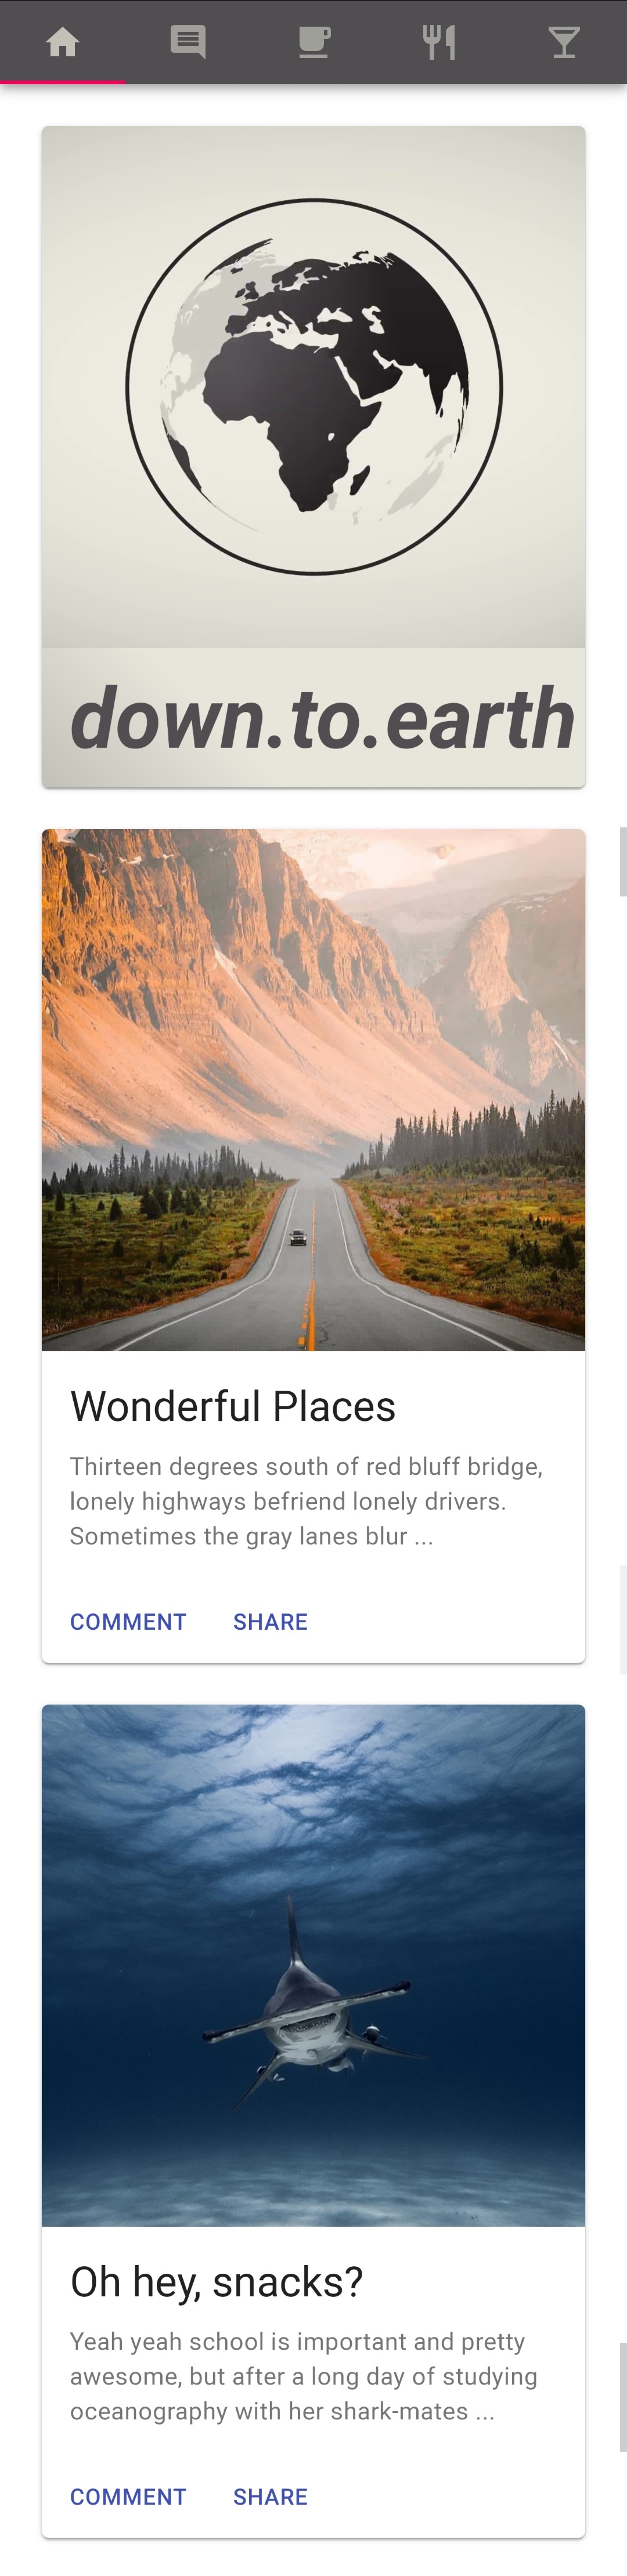 down.to.earth
Wonderful Places
Thirteen degrees south of red bluff bridge,
lonely highways befriend lonely drivers.
Sometimes the gray lanes blur ...
COMMENT SHARE
Oh hey, snacks?
Yeah yeah school is important and pretty
awesome, but after a long day of studying
oceanography with her shark-mates ...
COMMENT SHARE